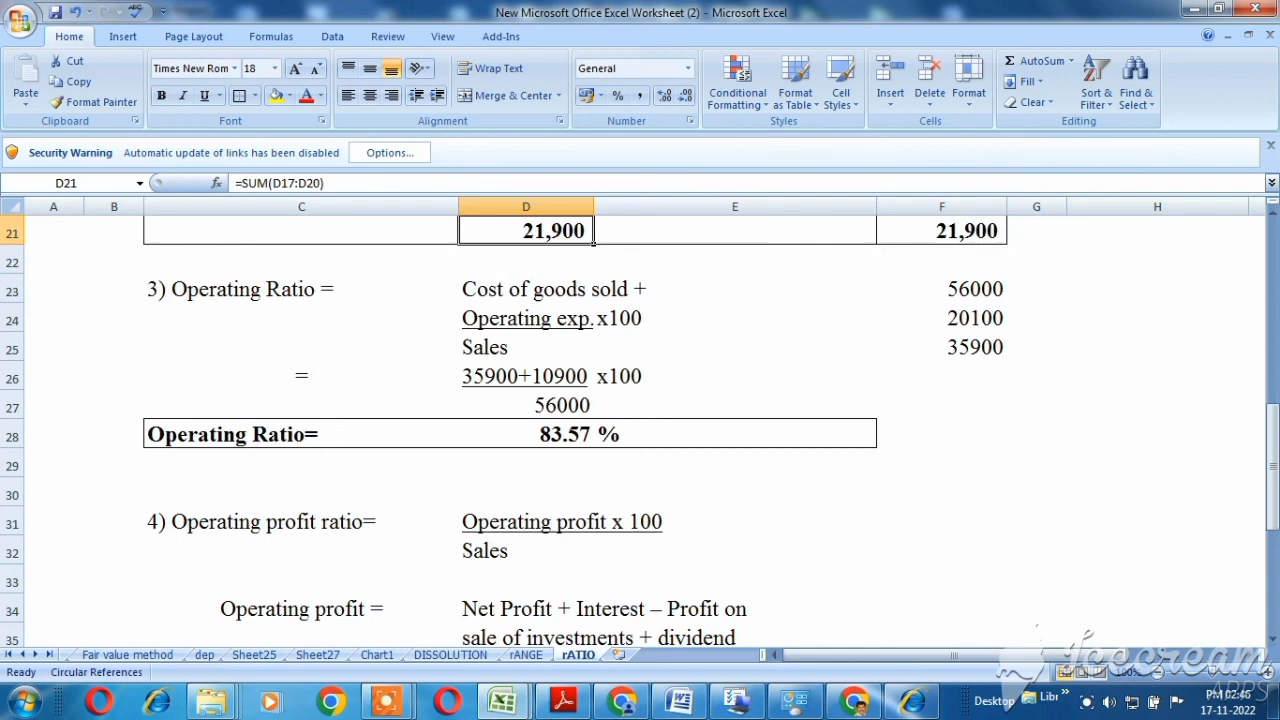 New Microsoft Office Excel Worksheet (2) - Microsoft Excel
Home Insert Page Layout Formulas Data Review View Add-Ins
Paste
Cut
Copy
Format Painter
Clipboard
Times New Rom 18
B I U
Font
Wrap Text
Merge & Center
Alignment
General
%
Number
Conditional Formatting
Format as Table
Cell Styles
Styles
Insert Delete Format
Cells
AutoSum
Fill
Clear
Sort & Filter
Find & Select
Editing
Security Warning Automatic update of links has been disabled Options...
D21 fx =SUM(D17:D20)
A B C D E F G H
21 21,900 21,900
22
23 3) Operating Ratio = Cost of goods sold + 56000
24 Operating exp. x100 20100
25 Sales 35900
26 = 35900+10900 x100
27 56000
28 Operating Ratio= 83.57 %
29
30
31 4) Operating profit ratio= Operating profit x 100
32 Sales
33
34 Operating profit = Net Profit + Interest – Profit on
35 sale of investments + dividend
Fair value method dep Sheet25 Sheet27 Chart1 DISSOLUTION rANGE rATIO
Ready Circular References
Icecream
APPS
Desktop Libr »
PM 02:45
17-11-2022